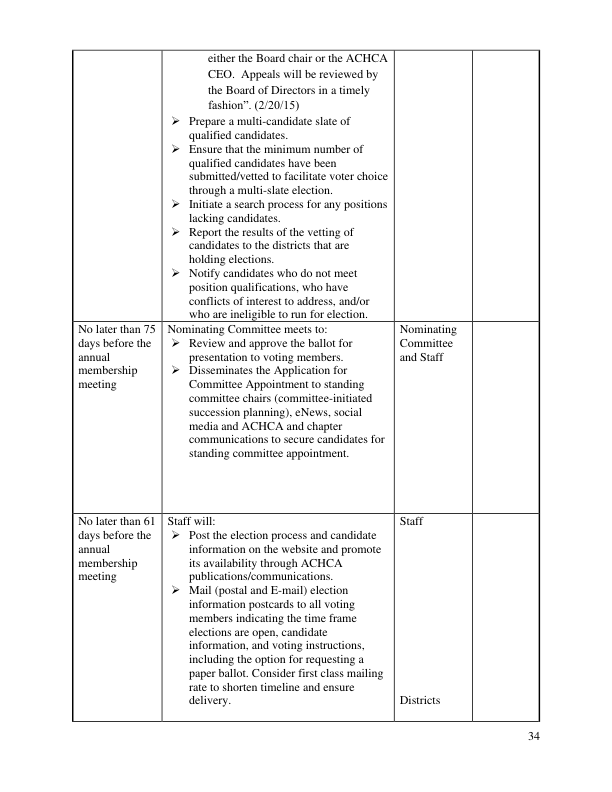 either the Board chair or the ACHCA
CEO.  Appeals will be reviewed by
the Board of Directors in a timely
fashion”. (2/20/15)
➢ Prepare a multi-candidate slate of
qualified candidates.
➢ Ensure that the minimum number of
qualified candidates have been
submitted/vetted to facilitate voter choice
through a multi-slate election.
➢ Initiate a search process for any positions
lacking candidates.
➢ Report the results of the vetting of
candidates to the districts that are
holding elections.
➢ Notify candidates who do not meet
position qualifications, who have
conflicts of interest to address, and/or
who are ineligible to run for election.
No later than 75
days before the
annual
membership
meeting
Nominating Committee meets to:
➢ Review and approve the ballot for
presentation to voting members.
➢ Disseminates the Application for
Committee Appointment to standing
committee chairs (committee-initiated
succession planning), eNews, social
media and ACHCA and chapter
communications to secure candidates for
standing committee appointment.
Nominating
Committee
and Staff
No later than 61
days before the
annual
membership
meeting
Staff will:
➢ Post the election process and candidate
information on the website and promote
its availability through ACHCA
publications/communications.
➢ Mail (postal and E-mail) election
information postcards to all voting
members indicating the time frame
elections are open, candidate
information, and voting instructions,
including the option for requesting a
paper ballot. Consider first class mailing
rate to shorten timeline and ensure
delivery.
Staff
Districts
34